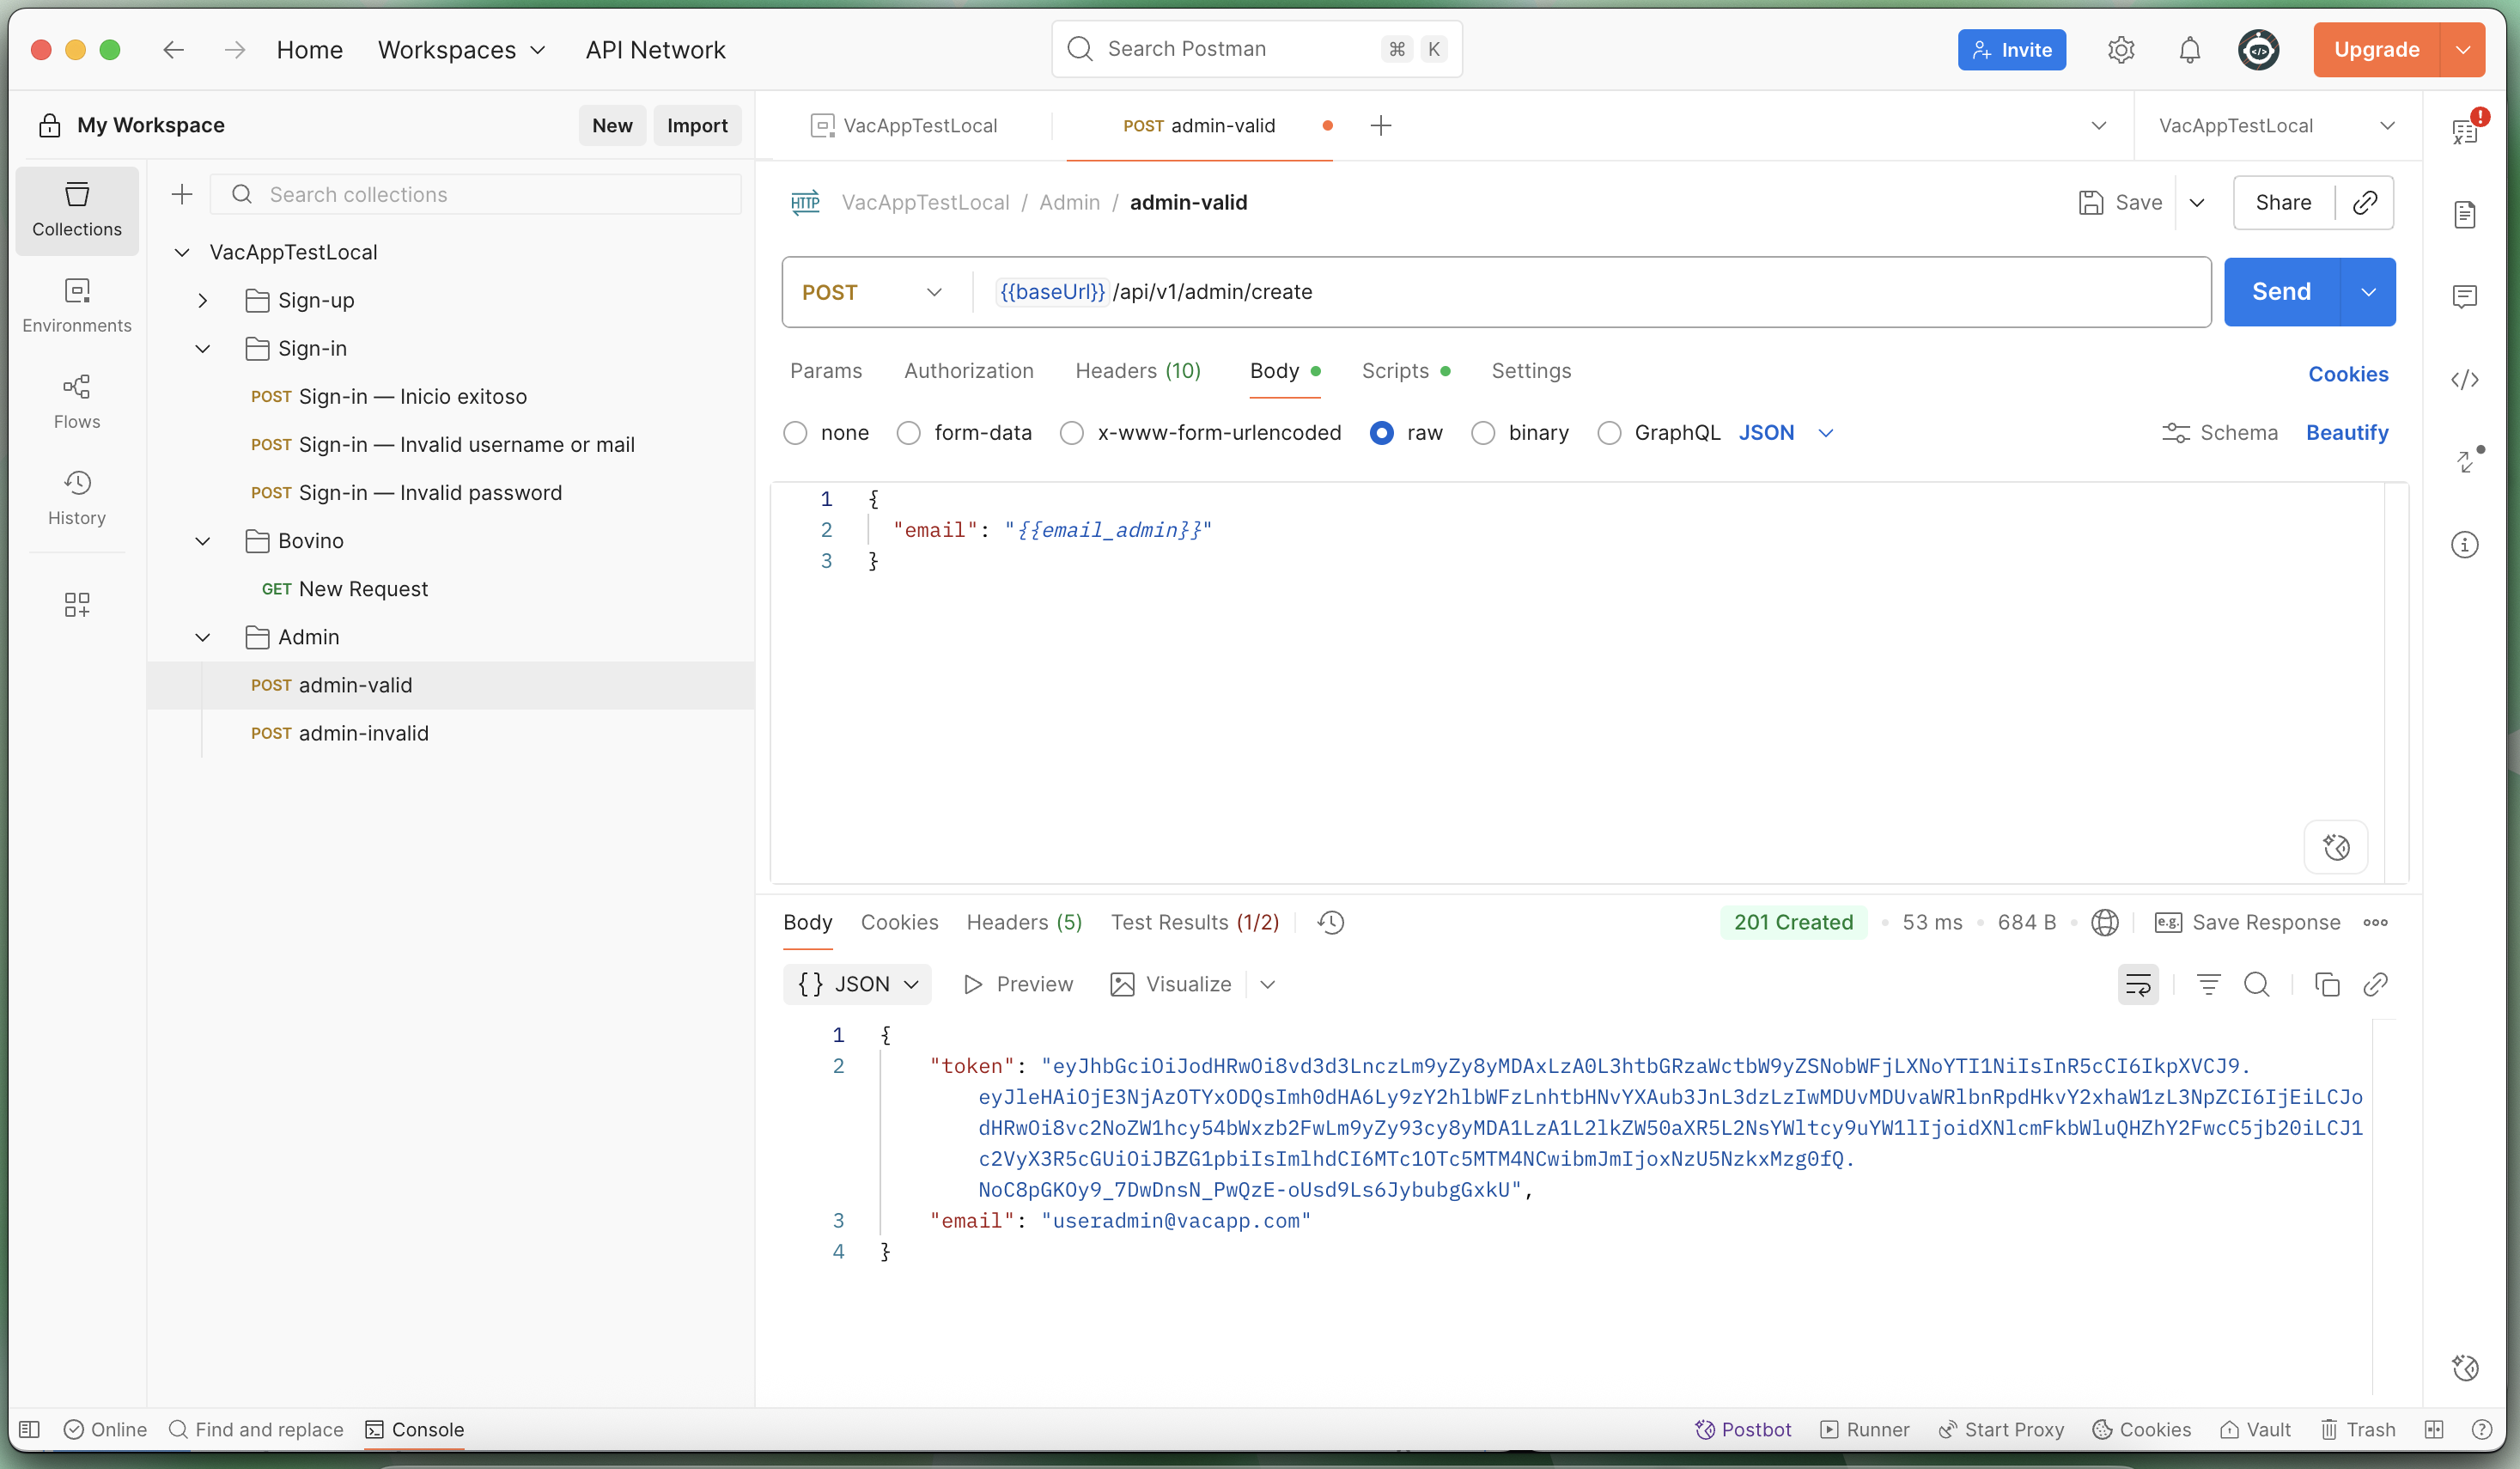 Home Workspaces API Network Search Postman ⌘ K Invite Upgrade
My Workspace New Import
VacAppTestLocal POST admin-valid VacAppTestLocal
Collections
Environments
Flows
History
Search collections
VacAppTestLocal
Sign-up
Sign-in
POST Sign-in — Inicio exitoso
POST Sign-in — Invalid username or mail
POST Sign-in — Invalid password
Bovino
GET New Request
Admin
POST admin-valid
POST admin-invalid
HTTP VacAppTestLocal / Admin / admin-valid Save Share
POST {{baseUrl}} /api/v1/admin/create Send
Params Authorization Headers (10) Body Scripts Settings Cookies
none form-data x-www-form-urlencoded raw binary GraphQL JSON Schema Beautify
1 {
2 "email": "{{email_admin}}"
3 }
Body Cookies Headers (5) Test Results (1/2) 201 Created 53 ms 684 B e.g. Save Response
{} JSON Preview Visualize
1 {
2 "token": "eyJhbGciOiJodHRwOi8vd3d3LnczLm9yZy8yMDAxLzA0L3htbGRzaWctbW9yZSNobWFjLXNoYTI1NiIsInR5cCI6IkpXVCJ9.
eyJleHAiOjE3NjAzOTYxODQsImh0dHA6Ly9zY2hlbWFzLnhtbHNvYXAub3JnL3dzLzIwMDUvMDUvaWRlbnRpdHkvY2xhaW1zL3NpZCI6IjEiLCJo
dHRwOi8vc2NoZW1hcy54bWxzb2FwLm9yZy93cy8yMDA1LzA1L2lkZW50aXR5L2NsYWltcy9uYW1lIjoidXNlcmFkbWluQHZhY2FwcC5jb20iLCJ1
c2VyX3R5cGUiOiJBZG1pbiIsImlhdCI6MTc1OTc5MTM4NCwibmJmIjoxNzU5NzkxMzg0fQ.
NoC8pGKOy9_7DwDnsN_PwQzE-oUsd9Ls6JybubgGxkU",
3 "email": "useradmin@vacapp.com"
4 }
Online Find and replace Console Postbot Runner Start Proxy Cookies Vault Trash